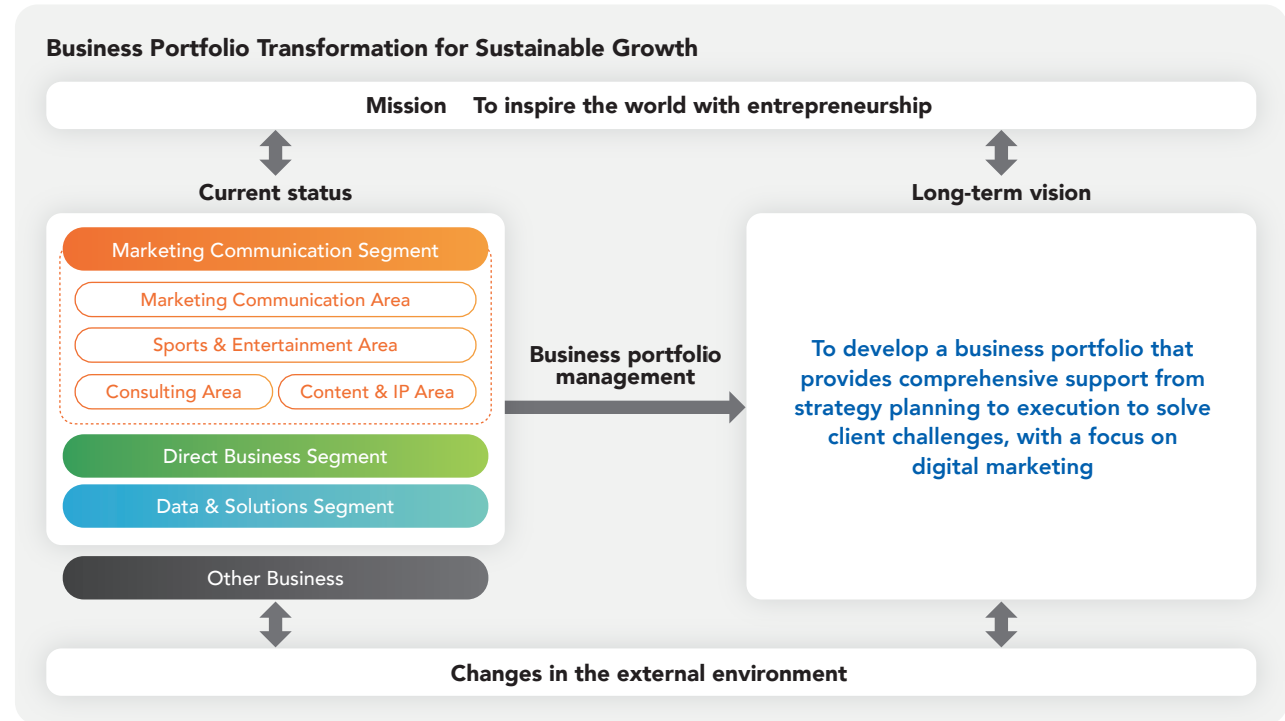 Business Portfolio Transformation for Sustainable Growth
Mission To inspire the world with entrepreneurship
Current status
Marketing Communication Segment
Marketing Communication Area
Sports & Entertainment Area
Consulting Area
Content & IP Area
Direct Business Segment
Data & Solutions Segment
Other Business
Business portfolio
management
Long-term vision
To develop a business portfolio that
provides comprehensive support from
strategy planning to execution to solve
client challenges, with a focus on
digital marketing
Changes in the external environment